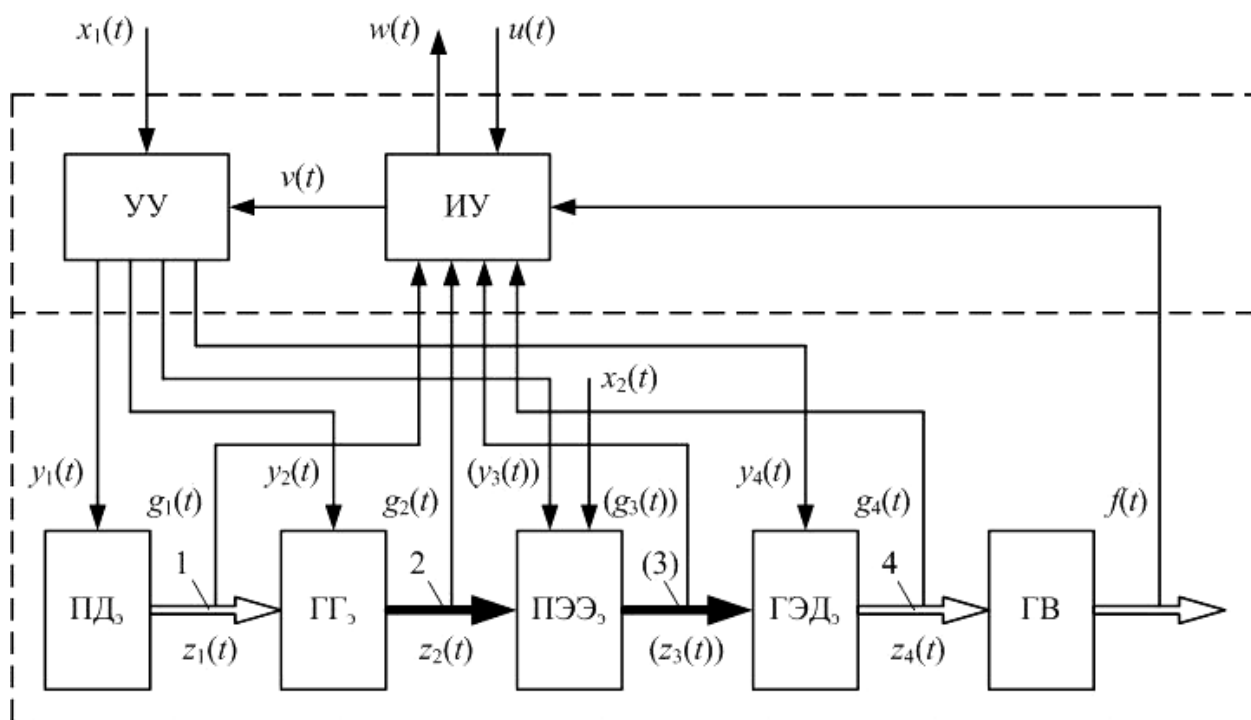 x₁(t) w(t) u(t)
УУ v(t) ИУ
x₂(t)
y₁(t) g₁(t) y₂(t) g₂(t) (y₃(t)) (g₃(t)) y₄(t) g₄(t) f(t)
1 2 (3) 4
ПДэ ГГэ ПЭЭэ ГЭДэ ГВ
z₁(t) z₂(t) (z₃(t)) z₄(t)